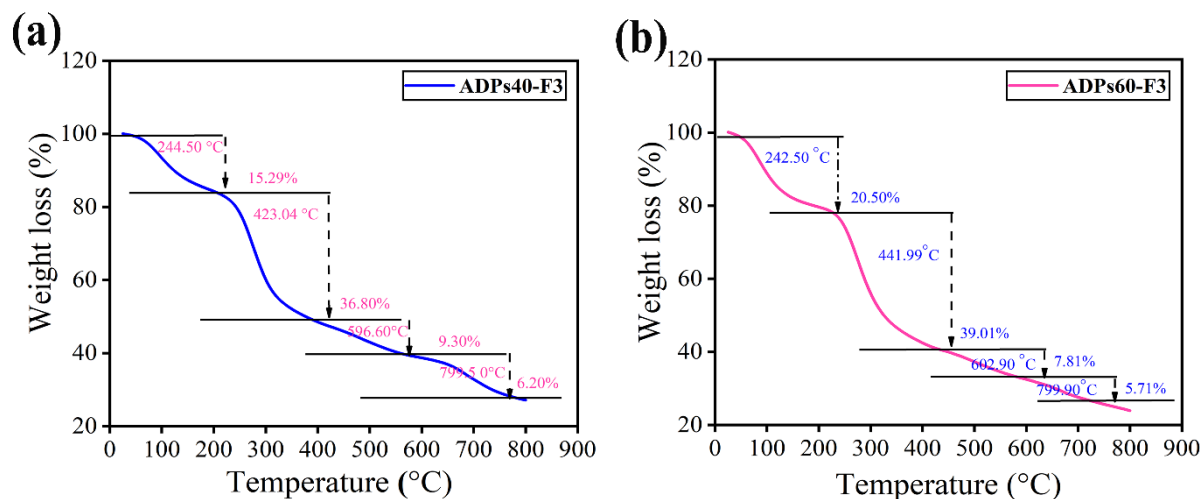 (a)
ADPs40-F3
Weight loss (%)
120
100
80
60
40
20
244.50 °C
15.29%
423.04 °C
36.80%
596.60°C
9.30%
799.5 0°C
6.20%
0 100 200 300 400 500 600 700 800 900
Temperature (°C)
(b)
ADPs60-F3
Weight loss (%)
120
100
80
60
40
20
242.50 °C
20.50%
441.99°C
39.01%
602.90 °C
7.81%
799.90°C
5.71%
0 100 200 300 400 500 600 700 800 900
Temperature (°C)